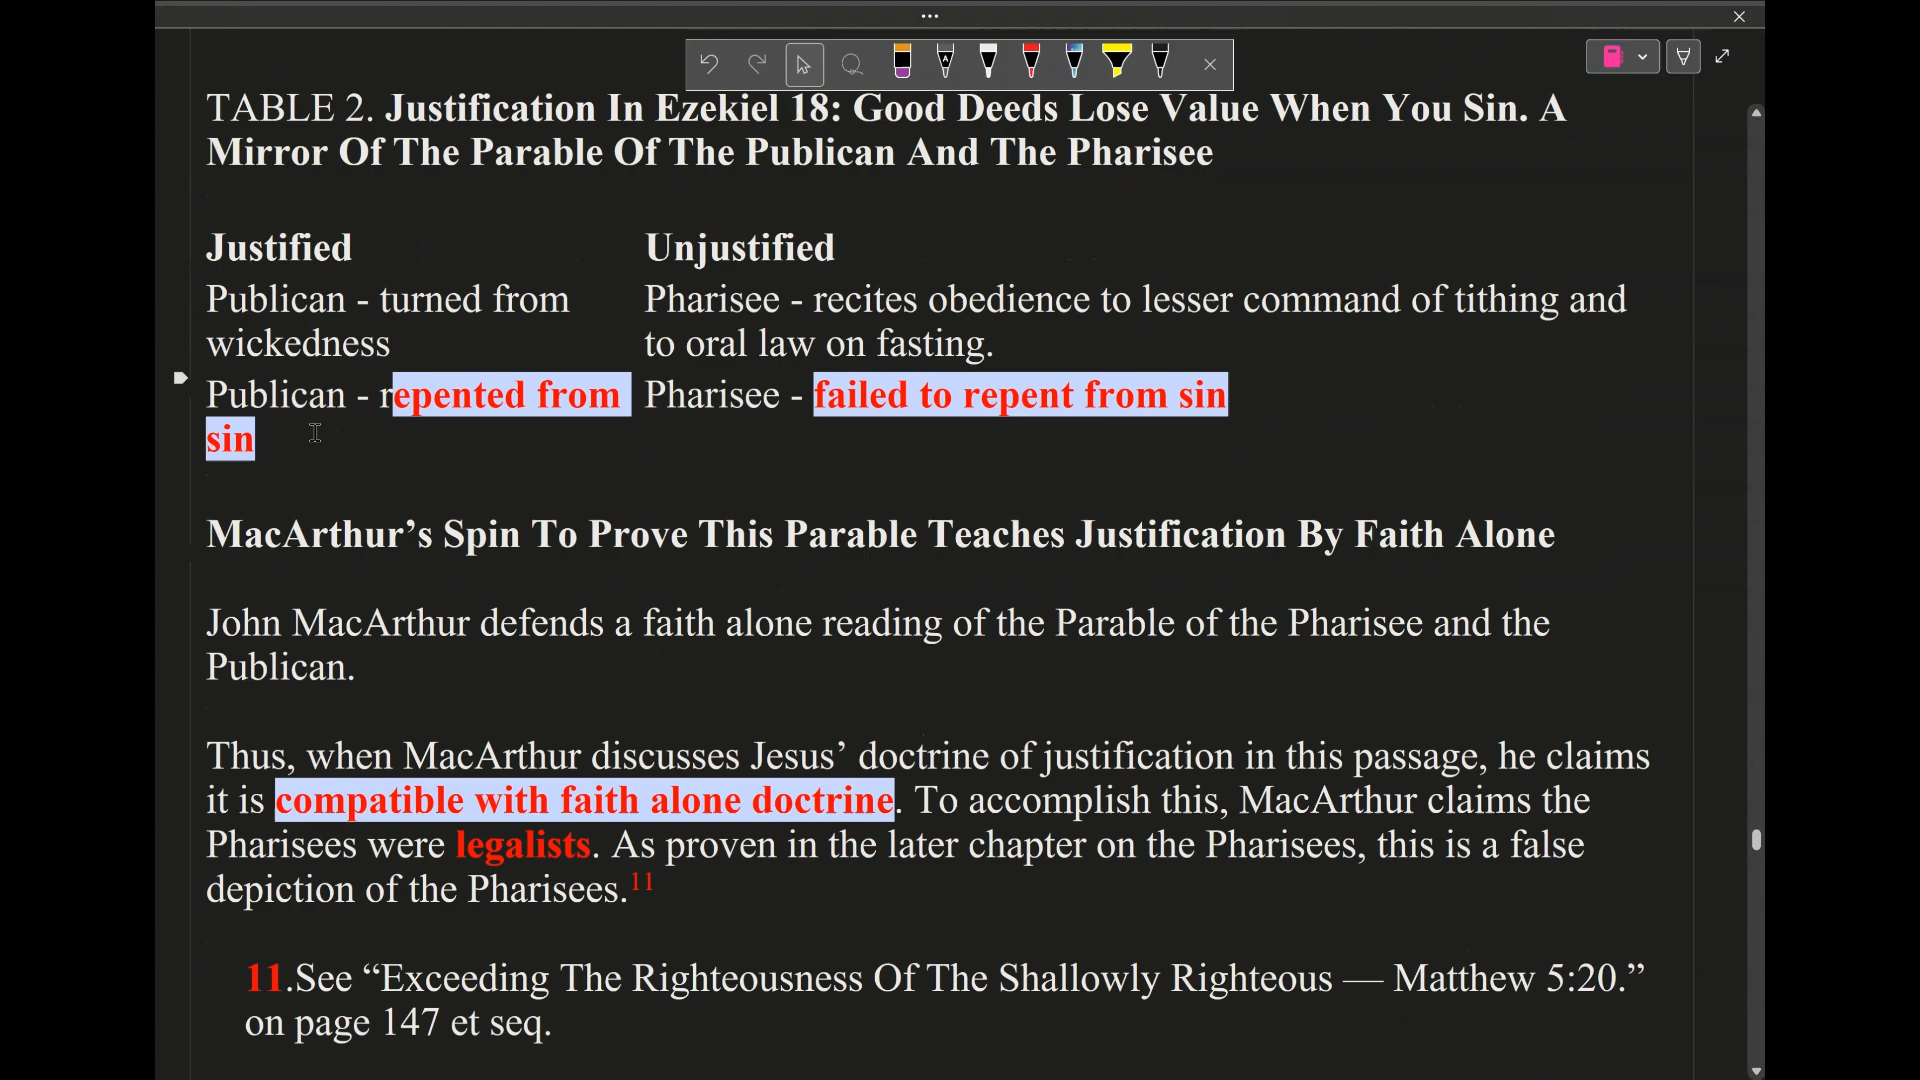 TABLE 2. Justification In Ezekiel 18: Good Deeds Lose Value When You Sin. A
Mirror Of The Parable Of The Publican And The Pharisee
Justified
Unjustified
Publican - turned from
wickedness
Pharisee - recites obedience to lesser command of tithing and
to oral law on fasting.
Publican - repented from
sin
Pharisee - failed to repent from sin
MacArthur’s Spin To Prove This Parable Teaches Justification By Faith Alone
John MacArthur defends a faith alone reading of the Parable of the Pharisee and the
Publican.
Thus, when MacArthur discusses Jesus’ doctrine of justification in this passage, he claims
it is compatible with faith alone doctrine. To accomplish this, MacArthur claims the
Pharisees were legalists. As proven in the later chapter on the Pharisees, this is a false
depiction of the Pharisees.11
11.See “Exceeding The Righteousness Of The Shallowly Righteous — Matthew 5:20.”
on page 147 et seq.